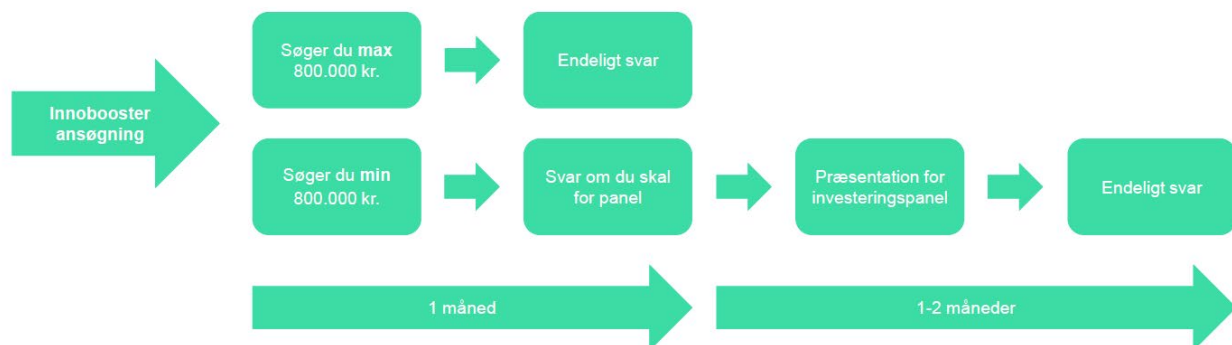 Innobooster
ansøgning
Søger du max
800.000 kr.
Endeligt svar
Søger du min
800.000 kr.
Svar om du skal
for panel
Præsentation for
investeringspanel
Endeligt svar
1 måned
1-2 måneder